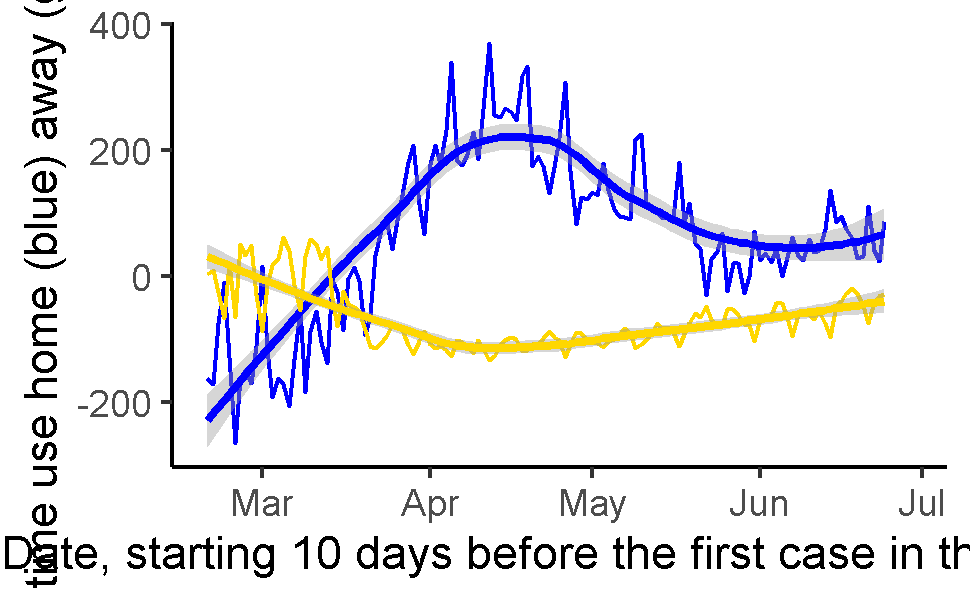 400
200
0
-200
time use home (blue) away (
Mar Apr May Jun Jul
Date, starting 10 days before the first case in th